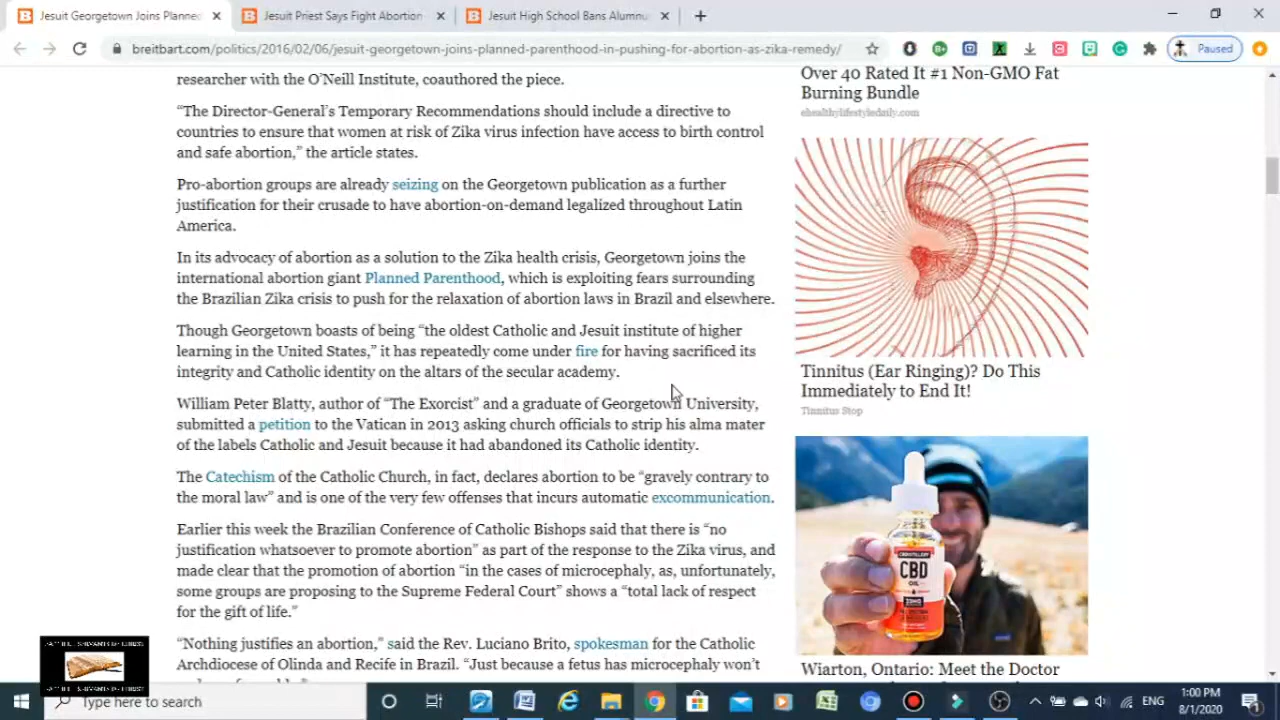 Jesuit Georgetown Joins Planned
Jesuit Priest Says Fight Abortion
Jesuit High School Bans Alumnu
breitbart.com/politics/2016/02/06/jesuit-georgetown-joins-planned-parenthood-in-pushing-for-abortion-as-zika-remedy/
Paused
researcher with the O’Neill Institute, coauthored the piece.
“The Director-General’s Temporary Recommendations should include a directive to
countries to ensure that women at risk of Zika virus infection have access to birth control
and safe abortion,” the article states.
Pro-abortion groups are already seizing on the Georgetown publication as a further
justification for their crusade to have abortion-on-demand legalized throughout Latin
America.
In its advocacy of abortion as a solution to the Zika health crisis, Georgetown joins the
international abortion giant Planned Parenthood, which is exploiting fears surrounding
the Brazilian Zika crisis to push for the relaxation of abortion laws in Brazil and elsewhere.
Though Georgetown boasts of being “the oldest Catholic and Jesuit institute of higher
learning in the United States,” it has repeatedly come under fire for having sacrificed its
integrity and Catholic identity on the altars of the secular academy.
William Peter Blatty, author of “The Exorcist” and a graduate of Georgetown University,
submitted a petition to the Vatican in 2013 asking church officials to strip his alma mater
of the labels Catholic and Jesuit because it had abandoned its Catholic identity.
The Catechism of the Catholic Church, in fact, declares abortion to be “gravely contrary to
the moral law” and is one of the very few offenses that incurs automatic excommunication.
Earlier this week the Brazilian Conference of Catholic Bishops said that there is “no
justification whatsoever to promote abortion” as part of the response to the Zika virus, and
made clear that the promotion of abortion “in the cases of microcephaly, as, unfortunately,
some groups are proposing to the Supreme Federal Court” shows a “total lack of respect
for the gift of life.”
“Nothing justifies an abortion,” said the Rev. Luciano Brito, spokesman for the Catholic
Archdiocese of Olinda and Recife in Brazil. “Just because a fetus has microcephaly won’t
Over 40 Rated It #1 Non-GMO Fat
Burning Bundle
ehealthylifestyledaily.com
Tinnitus (Ear Ringing)? Do This
Immediately to End It!
Tinnitus Stop
CBD
OIL
Wiarton, Ontario: Meet the Doctor
Type here to search
ENG
1:00 PM
8/1/2020